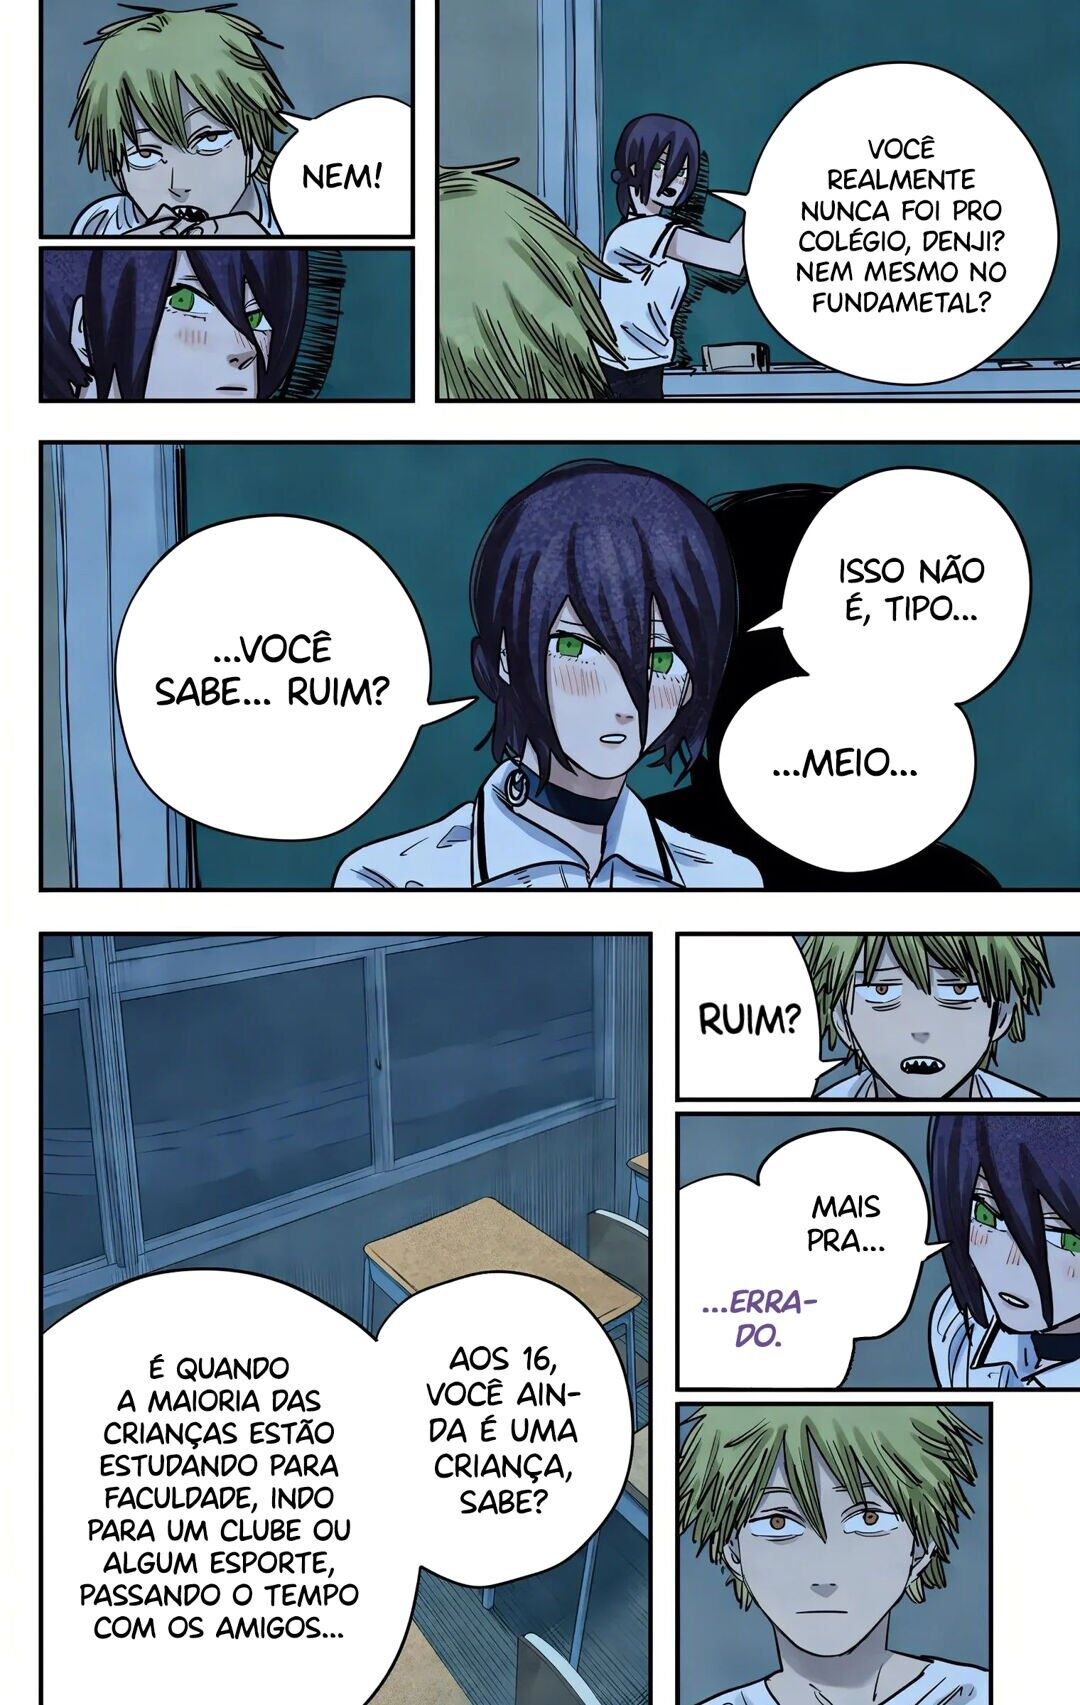 VOCÊ
REALMENTE
NUNCA FOI PRO
COLÉGIO, DENJI?
NEM MESMO NO
FUNDAMETAL?
NEM!
ISSO NÃO
É, TIPO...
...MEIO...
...VOCÊ
SABE... RUIM?
RUIM?
MAIS
PRA...
...ERRA-
DO.
AOS 16,
VOCÊ AIN-
DA É UMA
CRIANÇA,
SABE?
É QUANDO
A MAIORIA DAS
CRIANÇAS ESTÃO
ESTUDANDO PARA
FACULDADE, INDO
PARA UM CLUBE OU
ALGUM ESPORTE,
PASSANDO O TEMPO
COM OS AMIGOS...